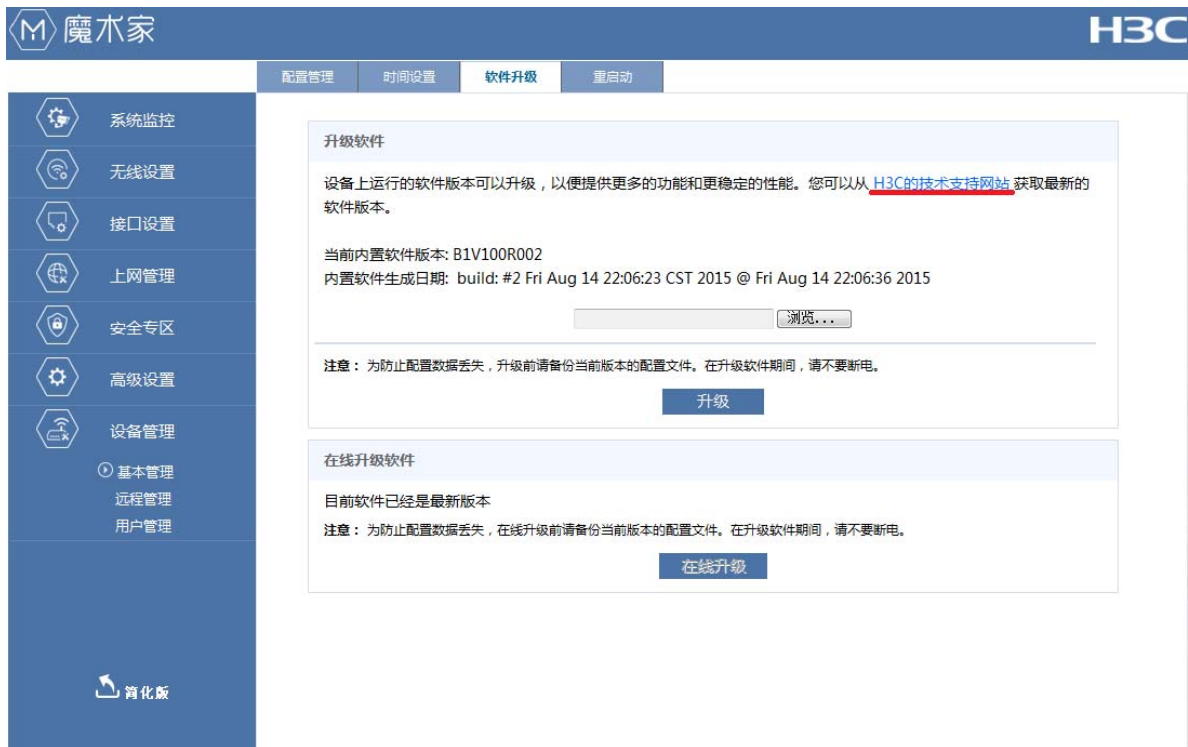 M 魔术家
H3C
配置管理 时间设置 软件升级 重启动
系统监控
无线设置
接口设置
上网管理
安全专区
高级设置
设备管理
基本管理
远程管理
用户管理
简化版
升级软件
设备上运行的软件版本可以升级，以便提供更多的功能和更稳定的性能。您可以从 H3C的技术支持网站 获取最新的
软件版本。
当前内置软件版本: B1V100R002
内置软件生成日期: build: #2 Fri Aug 14 22:06:23 CST 2015 @ Fri Aug 14 22:06:36 2015
浏览...
注意：为防止配置数据丢失，升级前请备份当前版本的配置文件。在升级软件期间，请不要断电。
升级
在线升级软件
目前软件已经是最新版本
注意：为防止配置数据丢失，在线升级前请备份当前版本的配置文件。在升级软件期间，请不要断电。
在线升级